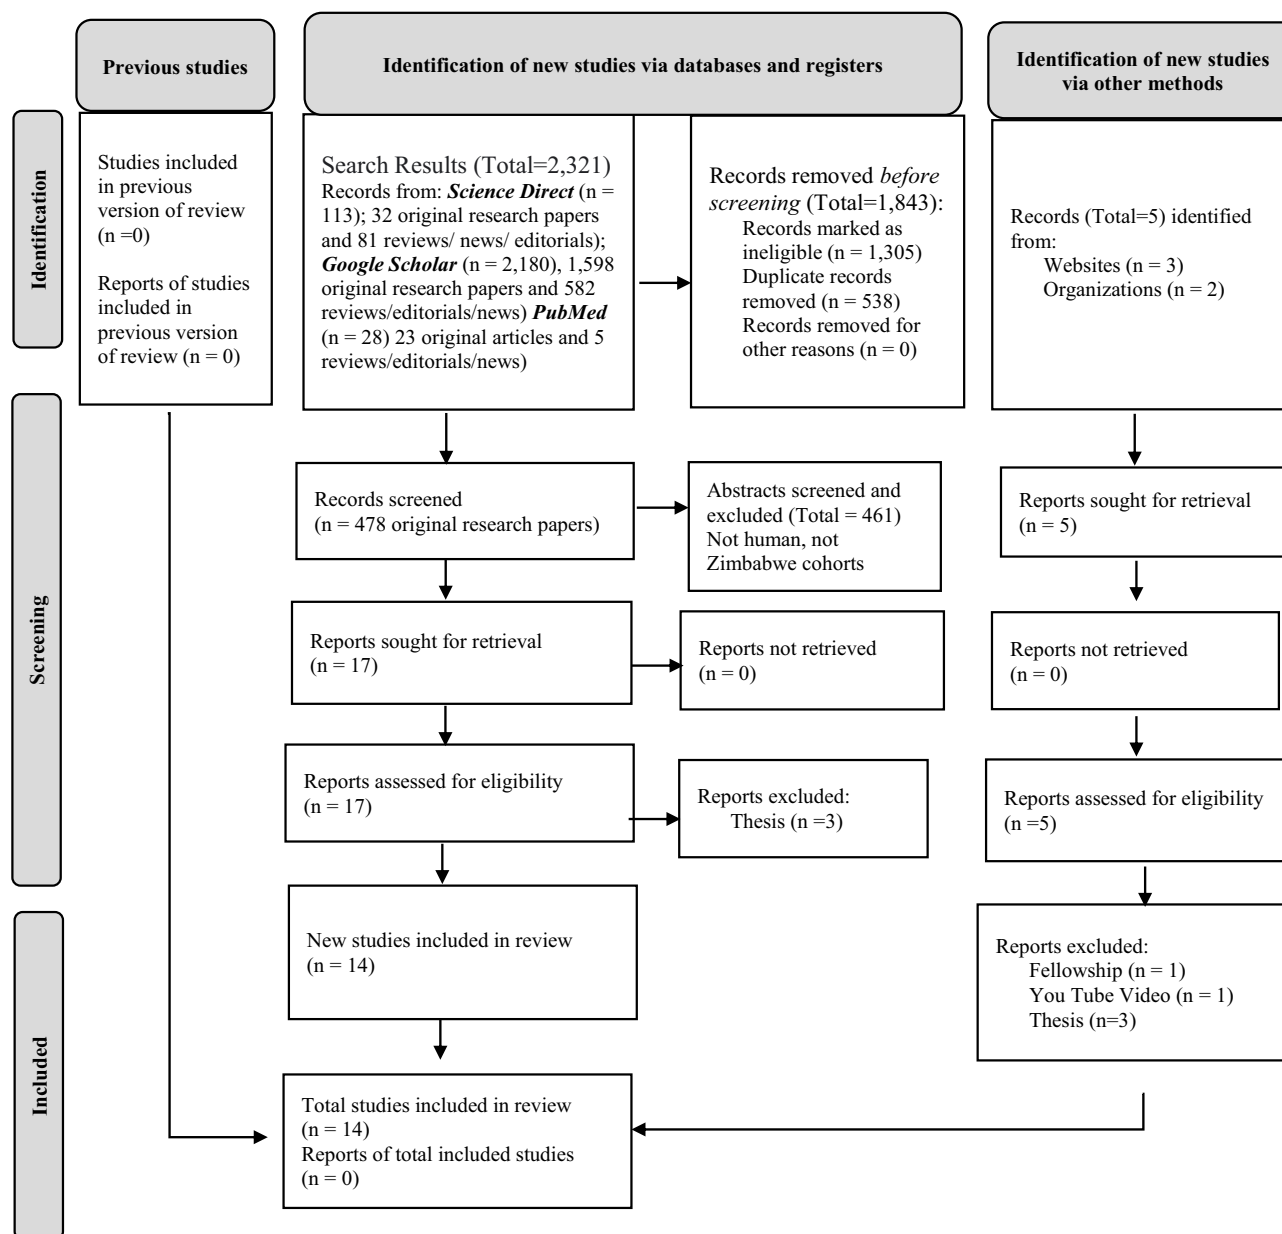 Previous studies
Identification of new studies via databases and registers
Identification of new studies
via other methods
Identification
Studies included
in previous
version of review
(n =0)
Reports of studies
included in
previous version
of review (n = 0)
Search Results (Total=2,321)
Records from: Science Direct (n =
113); 32 original research papers
and 81 reviews/ news/ editorials);
Google Scholar (n = 2,180), 1,598
original research papers and 582
reviews/editorials/news) PubMed
(n = 28) 23 original articles and 5
reviews/editorials/news)
Records removed before
screening (Total=1,843):
Records marked as
ineligible (n = 1,305)
Duplicate records
removed (n = 538)
Records removed for
other reasons (n = 0)
Records (Total=5) identified
from:
Websites (n = 3)
Organizations (n = 2)
Screening
Records screened
(n = 478 original research papers)
Abstracts screened and
excluded (Total = 461)
Not human, not
Zimbabwe cohorts
Reports sought for retrieval
(n = 5)
Reports sought for retrieval
(n = 17)
Reports not retrieved
(n = 0)
Reports not retrieved
(n = 0)
Reports assessed for eligibility
(n = 17)
Reports excluded:
Thesis (n =3)
Reports assessed for eligibility
(n =5)
Included
New studies included in review
(n = 14)
Reports excluded:
Fellowship (n = 1)
You Tube Video (n = 1)
Thesis (n=3)
Total studies included in review
(n = 14)
Reports of total included studies
(n = 0)